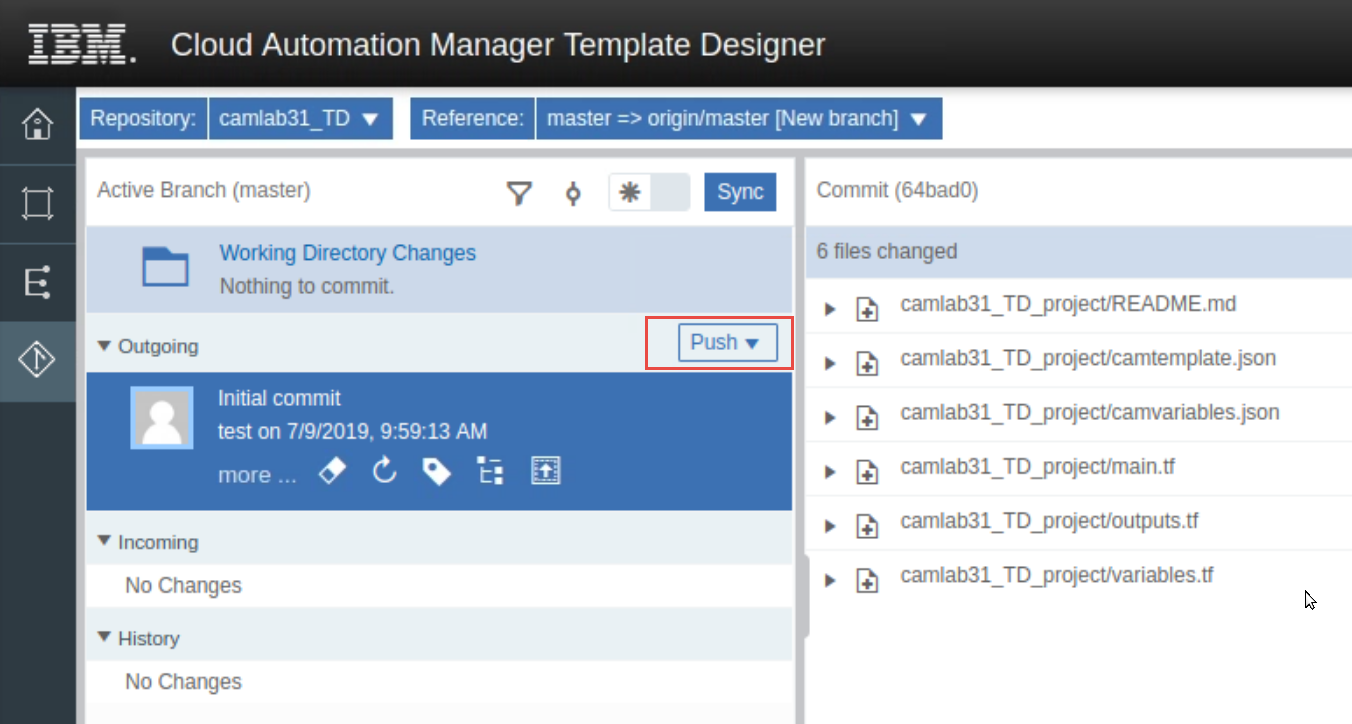 IBM. Cloud Automation Manager Template Designer
Repository: camlab31_TD Reference: master => origin/master [New branch]
Active Branch (master) Sync
Working Directory Changes
Nothing to commit.
Outgoing Push
Initial commit
test on 7/9/2019, 9:59:13 AM
more ...
Incoming
No Changes
History
No Changes
Commit (64bad0)
6 files changed
camlab31_TD_project/README.md
camlab31_TD_project/camtemplate.json
camlab31_TD_project/camvariables.json
camlab31_TD_project/main.tf
camlab31_TD_project/outputs.tf
camlab31_TD_project/variables.tf